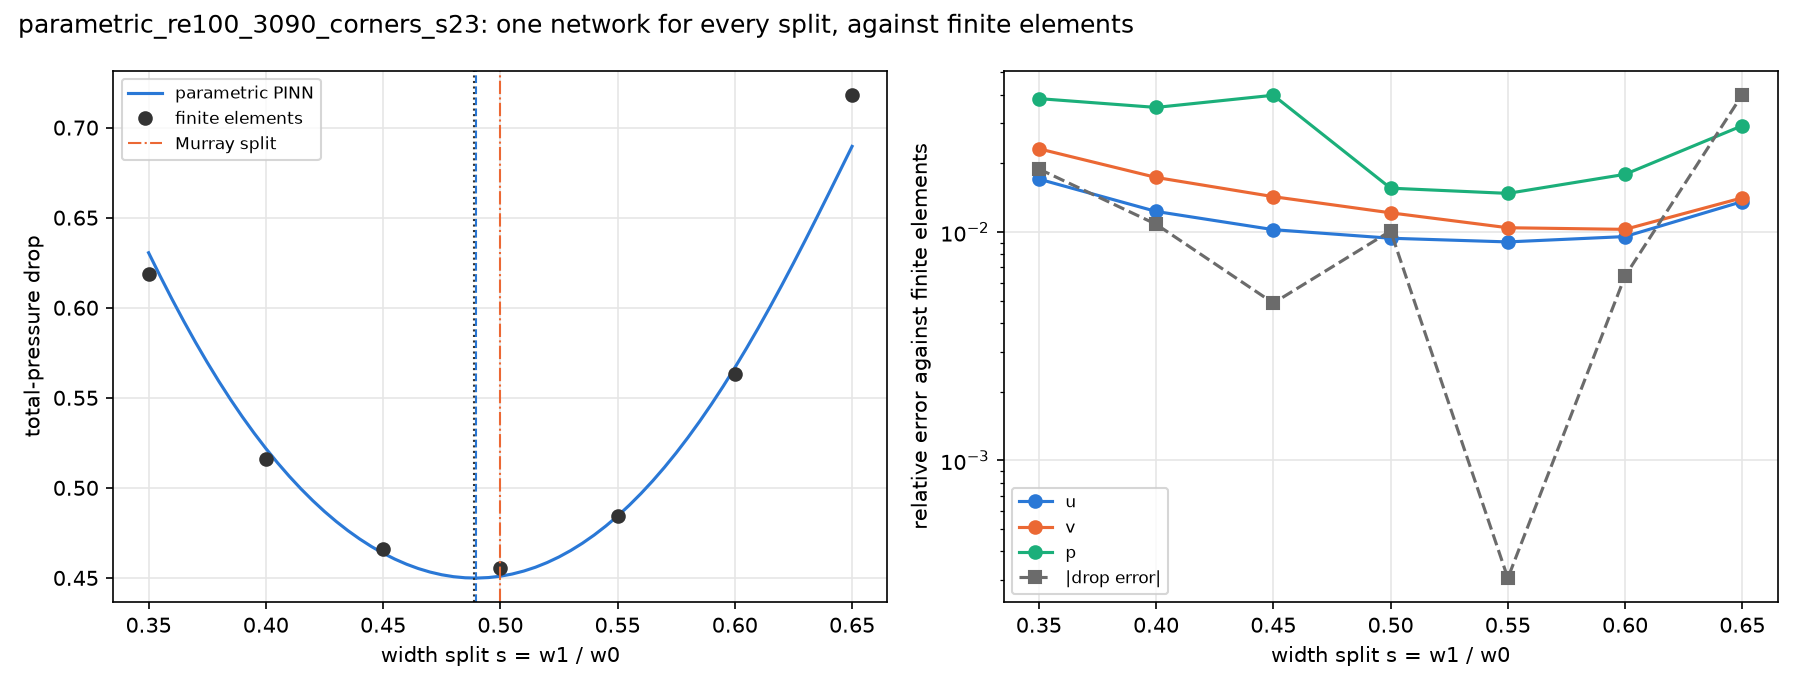 parametric_re100_3090_corners_s23: one network for every split, against finite elements
parametric PINN
finite elements
Murray split
total-pressure drop
0.70
0.65
0.60
0.55
0.50
0.45
0.35
0.40
0.45
0.50
0.55
0.60
0.65
width split s = w1 / w0
relative error against finite elements
10⁻²
10⁻³
u
v
p
|drop error|
0.35
0.40
0.45
0.50
0.55
0.60
0.65
width split s = w1 / w0